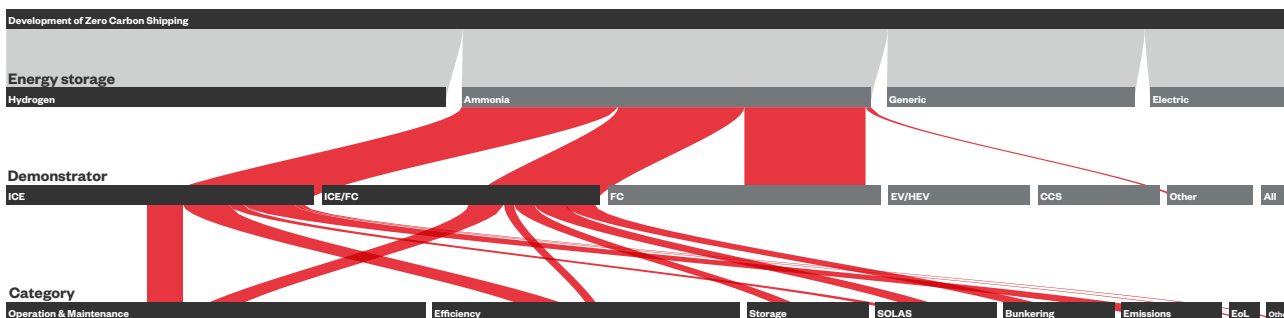 Development of Zero Carbon Shipping
Energy storage
Hydrogen Ammonia Generic Electric
Demonstrator
ICE ICE/FC FC EV/HEV CCS Other All
Category
Operation & Maintenance Efficiency Storage SOLAS Bunkering Emissions EoL